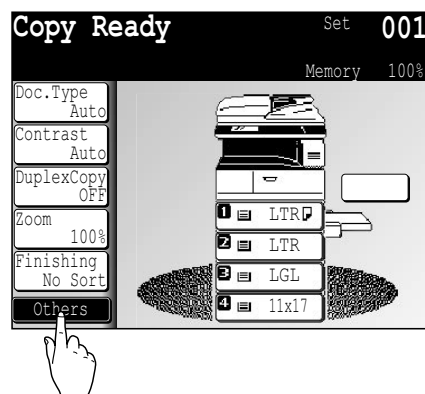 Copy Ready Set 001
Memory 100%
Doc.Type
Auto
Contrast
Auto
DuplexCopy
OFF
Zoom
100%
Finishing
No Sort
Others
1 LTR
2 LTR
3 LGL
4 11x17